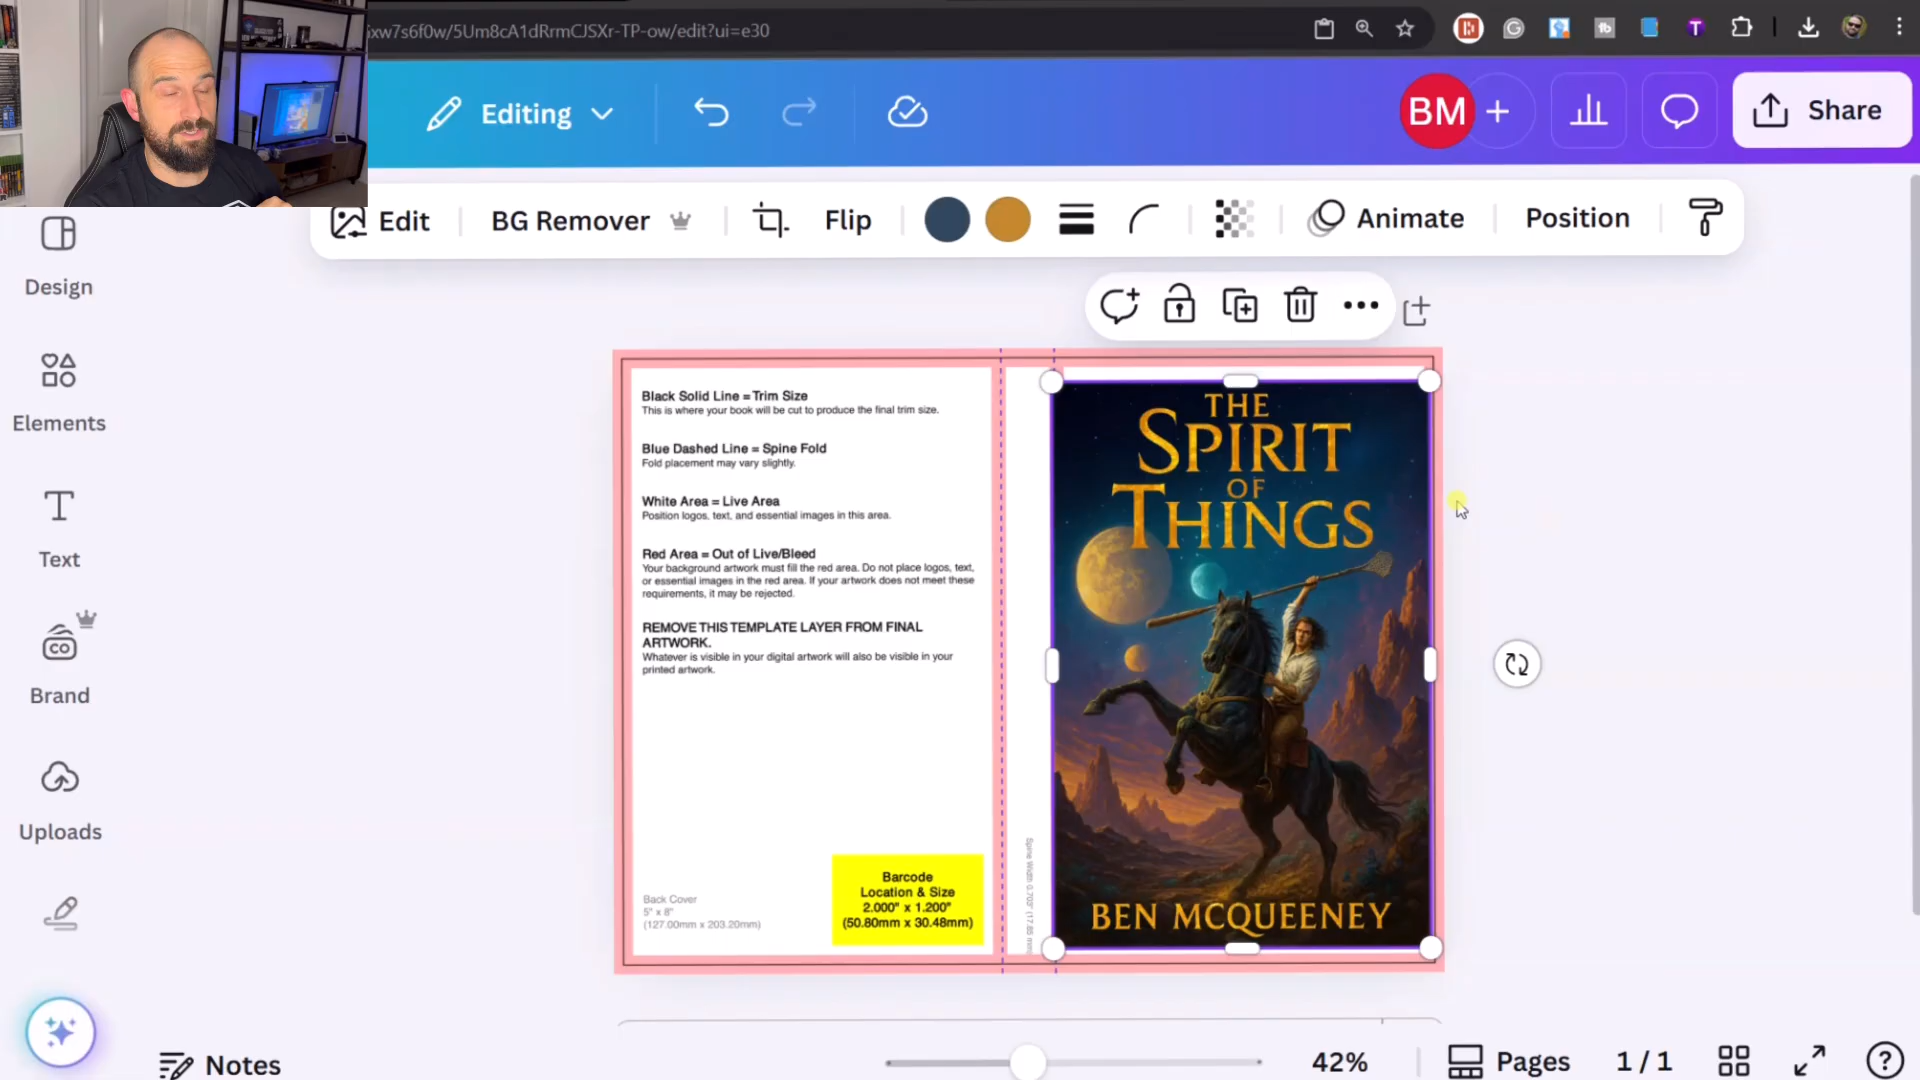 ixw7s6f0w/5Um8cA1dRrmCJSXr-TP-ow/edit?ui=e30
Editing
BM
Share
Edit
BG Remover
Flip
Animate
Position
Design
Elements
Text
Brand
Uploads
Black Solid Line = Trim Size
This is where your book will be cut to produce the final trim size.
Blue Dashed Line = Spine Fold
Fold placement may vary slightly.
White Area = Live Area
Position logos, text, and essential images in this area.
Red Area = Out of Live/Bleed
Your background artwork must fill the red area. Do not place logos, text,
or essential images in the red area. If your artwork does not meet these
requirements, it may be rejected.
REMOVE THIS TEMPLATE LAYER FROM FINAL
ARTWORK.
Whatever is visible in your digital artwork will also be visible in your
printed artwork.
Back Cover
5" x 8"
(127.00mm x 203.20mm)
Barcode
Location & Size
2.000" x 1.200"
(50.80mm x 30.48mm)
Spine Width 0.703" (17.85 mm)
THE
SPIRIT
OF
THINGS
BEN MCQUEENEY
Notes
42%
Pages
1 / 1